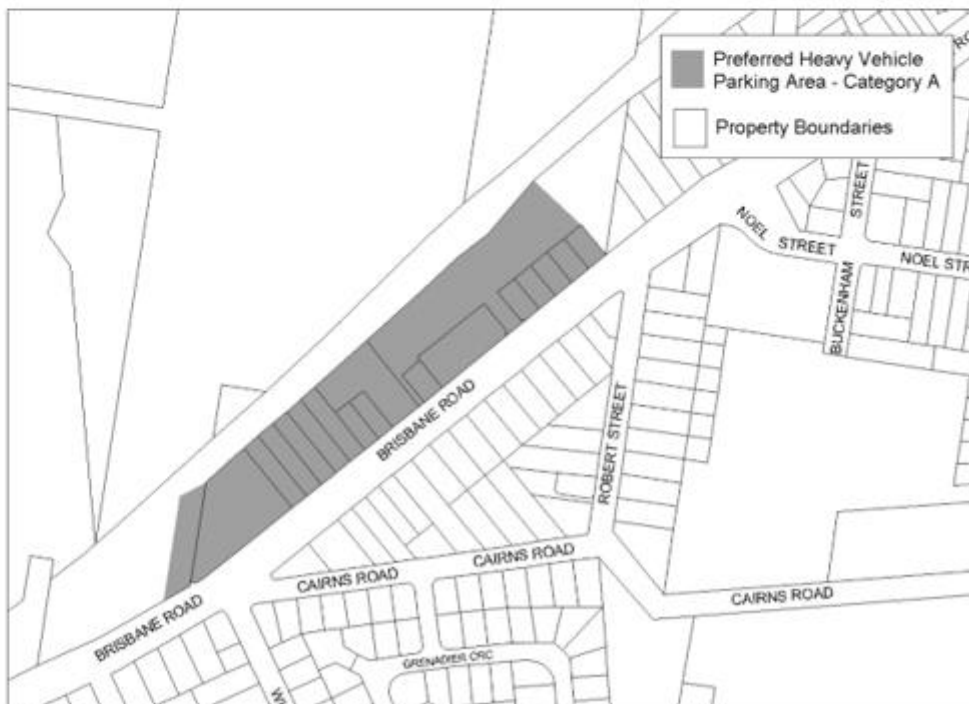 Preferred Heavy Vehicle
Parking Area - Category A
Property Boundaries
STREET
NOEL
STREET
NOEL
BUCKENHAM
BRISBANE ROAD
ROBERT STREET
CAIRNS ROAD
CAIRNS ROAD
CAIRNS ROAD
BRISBANE ROAD
GRENADIER CRC